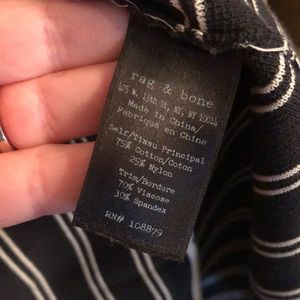 rag & bone
425 W. 13th St, NY, NY 10014
Made in China/
Fabriqué en Chine
Self/Tissu Principal
75% Cotton/Coton
25% Nylon
Trim/Bordure
70% Viscose
30% Spandex
RN# 108879